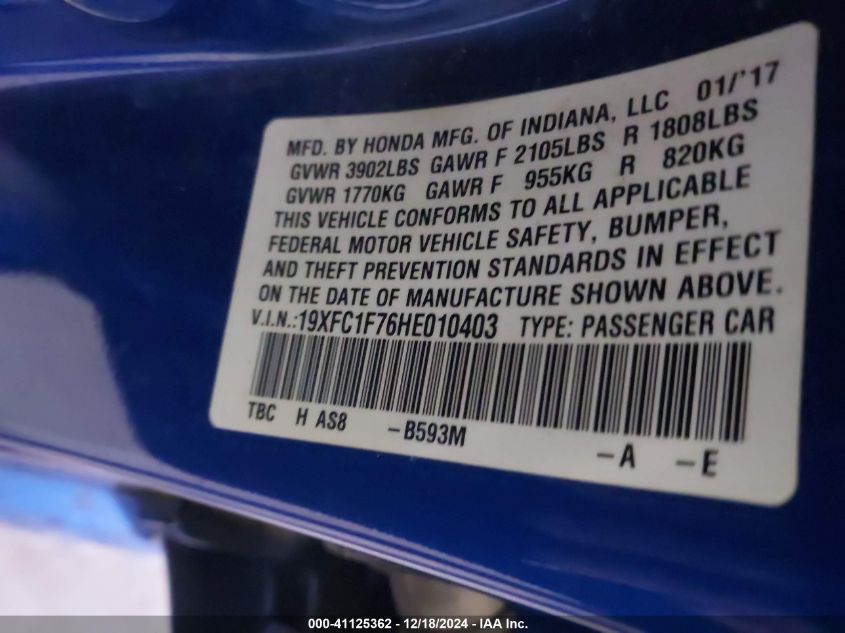 MFD. BY HONDA MFG. OF INDIANA, LLC 01/'17
GVWR 3902LBS GAWR F 2105LBS R 1808LBS
GVWR 1770KG GAWR F 955KG R 820KG
THIS VEHICLE CONFORMS TO ALL APPLICABLE
FEDERAL MOTOR VEHICLE SAFETY, BUMPER,
AND THEFT PREVENTION STANDARDS IN EFFECT
ON THE DATE OF MANUFACTURE SHOWN ABOVE.
V.I.N.:19XFC1F76HE010403 TYPE: PASSENGER CAR
TBC H AS8 -B593M -A -E
000-41125362 - 12/18/2024 - IAA Inc.